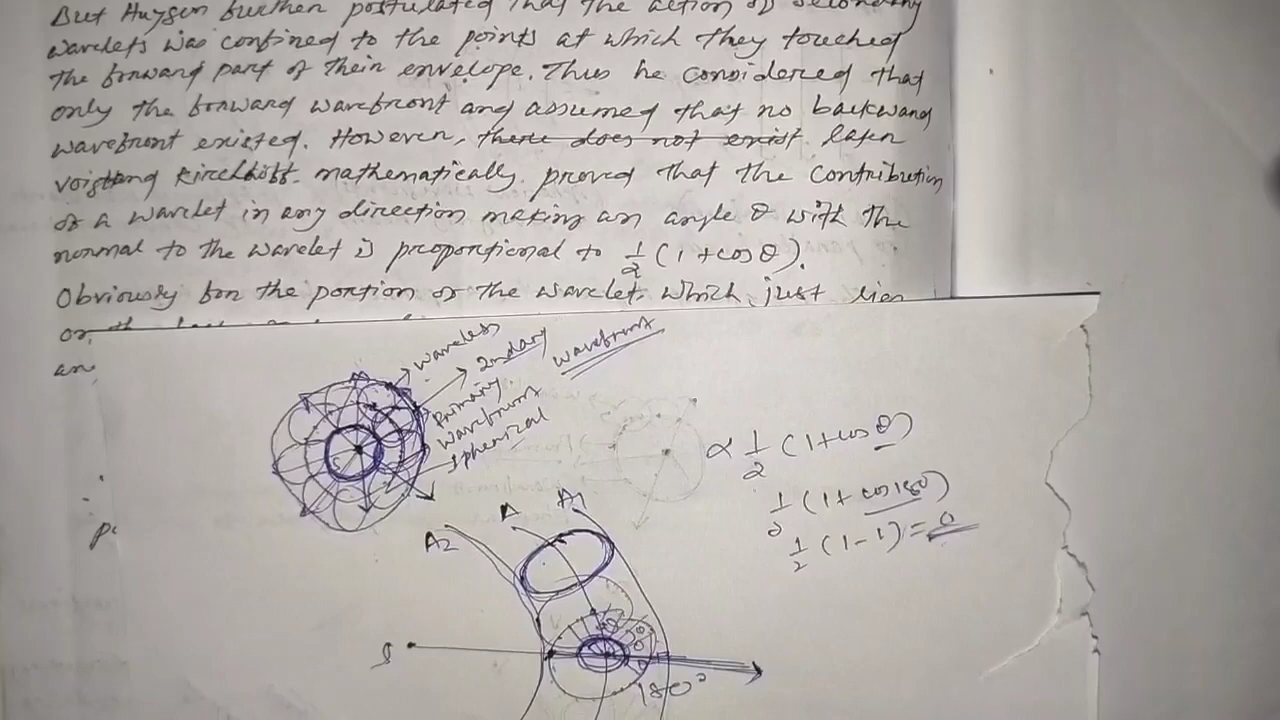 But Huygen further postulated that the action of secondary
wavelets was confined to the points at which they touched
the forward part of their envelope. Thus he considered that
only the forward wavefront and assumed that no backward
wavefront existed. However, there does not exist later
voigt and Kirchhoff mathematically proved that the contribution
of a wavelet in any direction making an angle θ with the
normal to the wavelet is proportional to 1/2 (1 + cos θ).
Obviously for the portion of the wavelet, which just lies
on
an
wavelets
2ndary wavefront
Primary
wavefront
spherical
∝ 1/2 (1 + cos θ)
1/2 (1 + cos 180)
1/2 (1 - 1) = 0
A2 A A1
S
180°